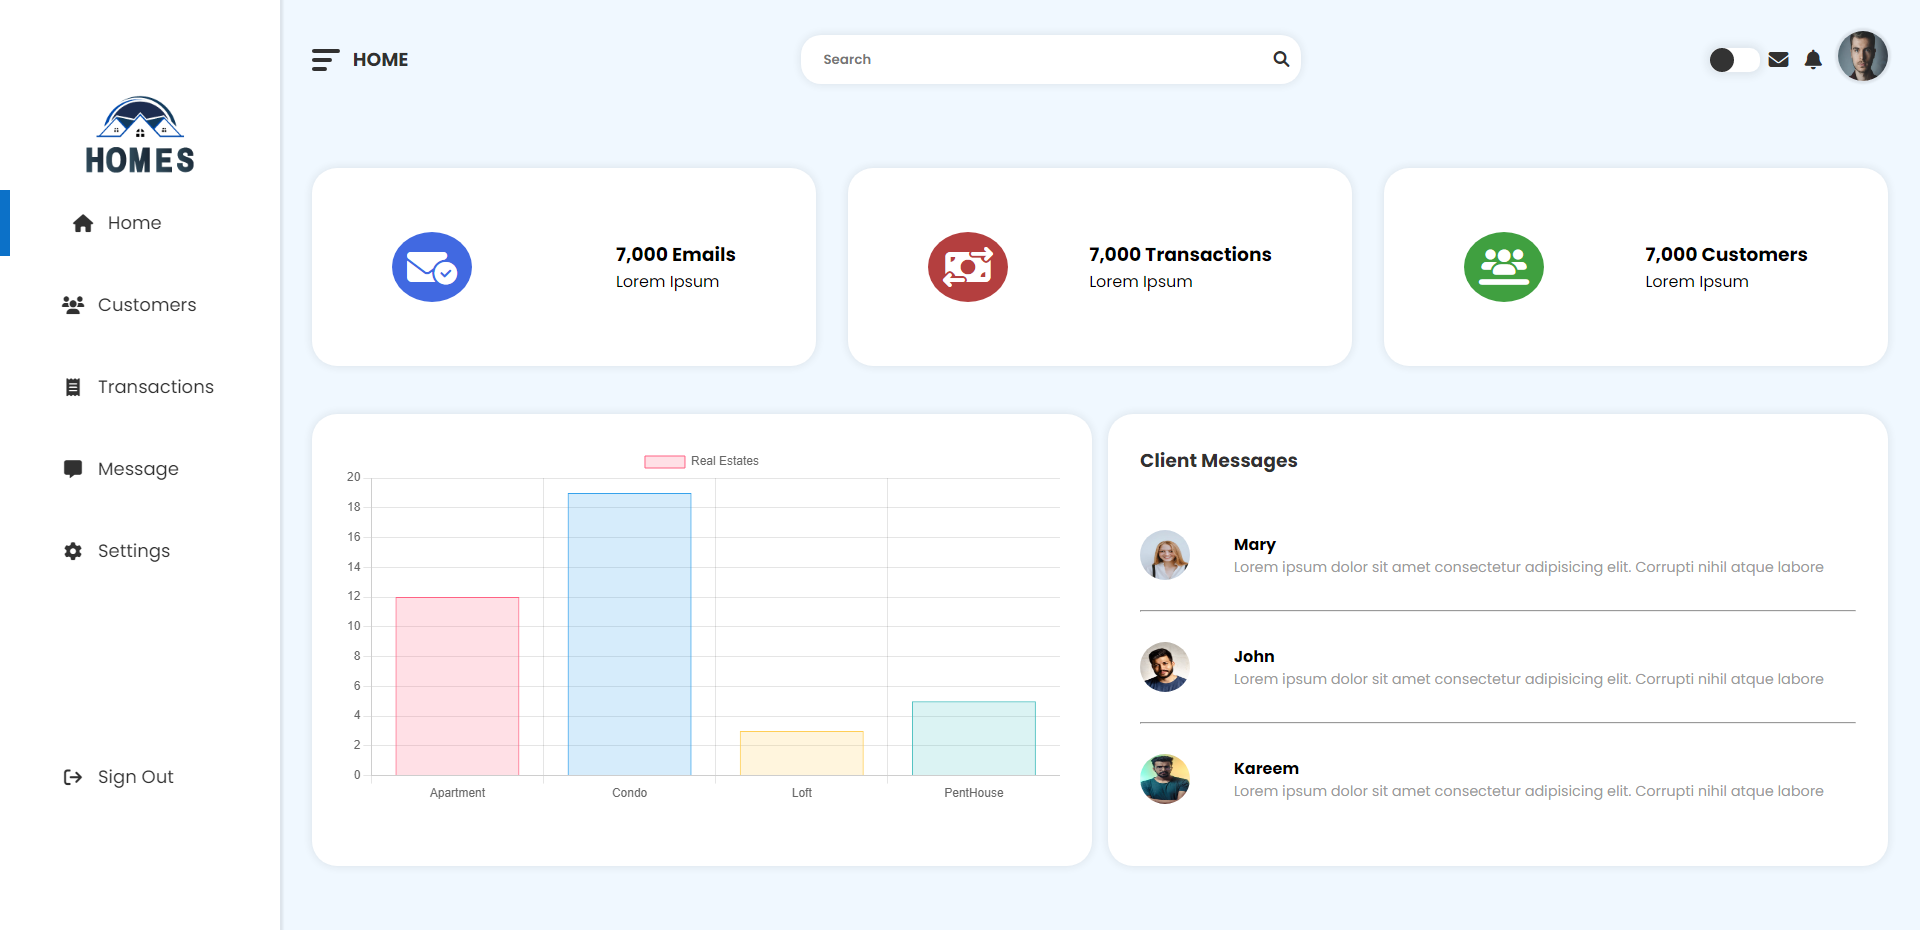 HOMES
Home
Customers
Transactions
Message
Settings
Sign Out
HOME
Search
7,000 Emails
Lorem Ipsum
7,000 Transactions
Lorem Ipsum
7,000 Customers
Lorem Ipsum
Real Estates
20
18
16
14
12
10
8
6
4
2
0
Apartment
Condo
Loft
PentHouse
Client Messages
Mary
Lorem ipsum dolor sit amet consectetur adipisicing elit. Corrupti nihil atque labore
John
Lorem ipsum dolor sit amet consectetur adipisicing elit. Corrupti nihil atque labore
Kareem
Lorem ipsum dolor sit amet consectetur adipisicing elit. Corrupti nihil atque labore